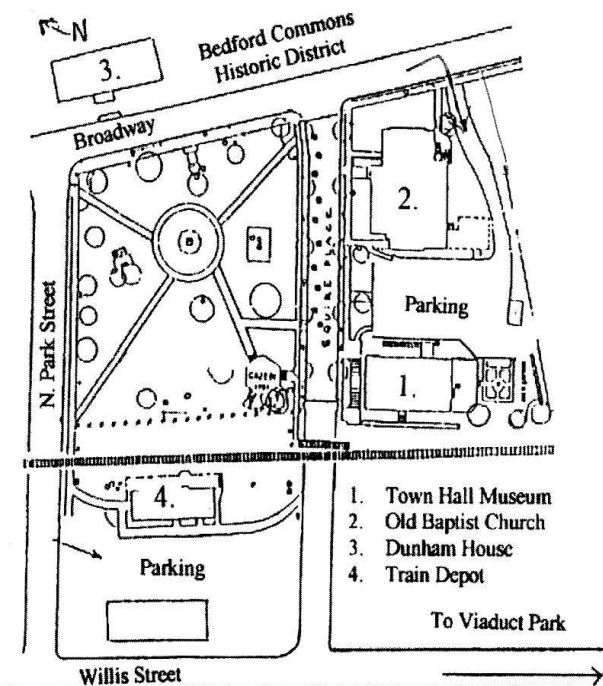 N
Bedford Commons
Historic District
3.
Broadway
2.
SQUARE PLACE
N. Park Street
Parking
GAZEBO
1.
4.
1. Town Hall Museum
2. Old Baptist Church
3. Dunham House
4. Train Depot
Parking
To Viaduct Park
Willis Street